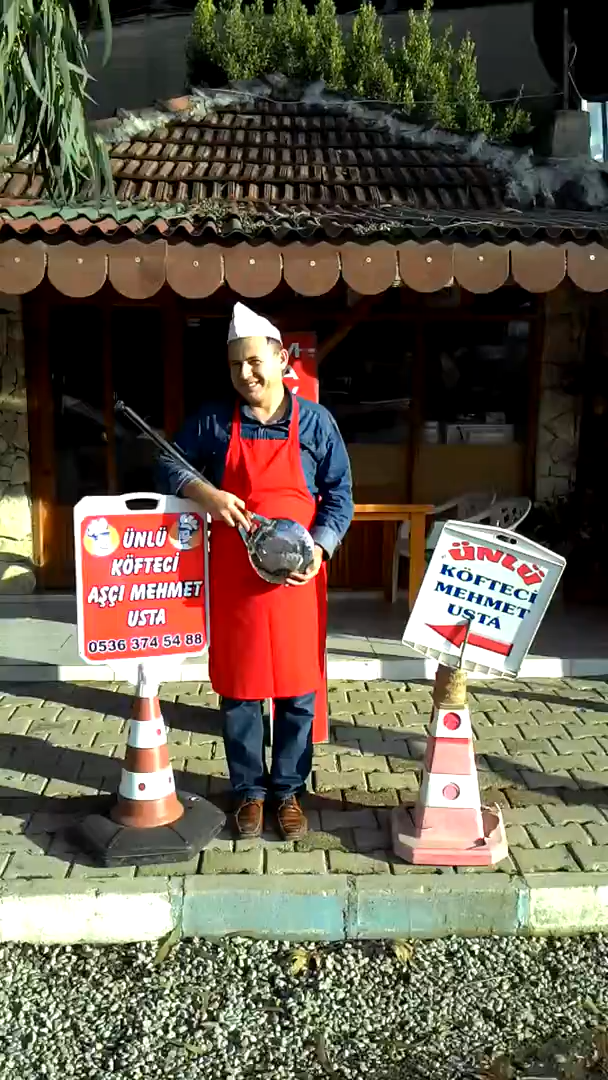 ÜNLÜ
KÖFTECİ
AŞÇI MEHMET
USTA
0536 374 54 88
ÜNLÜ
KÖFTECİ
MEHMET
USTA